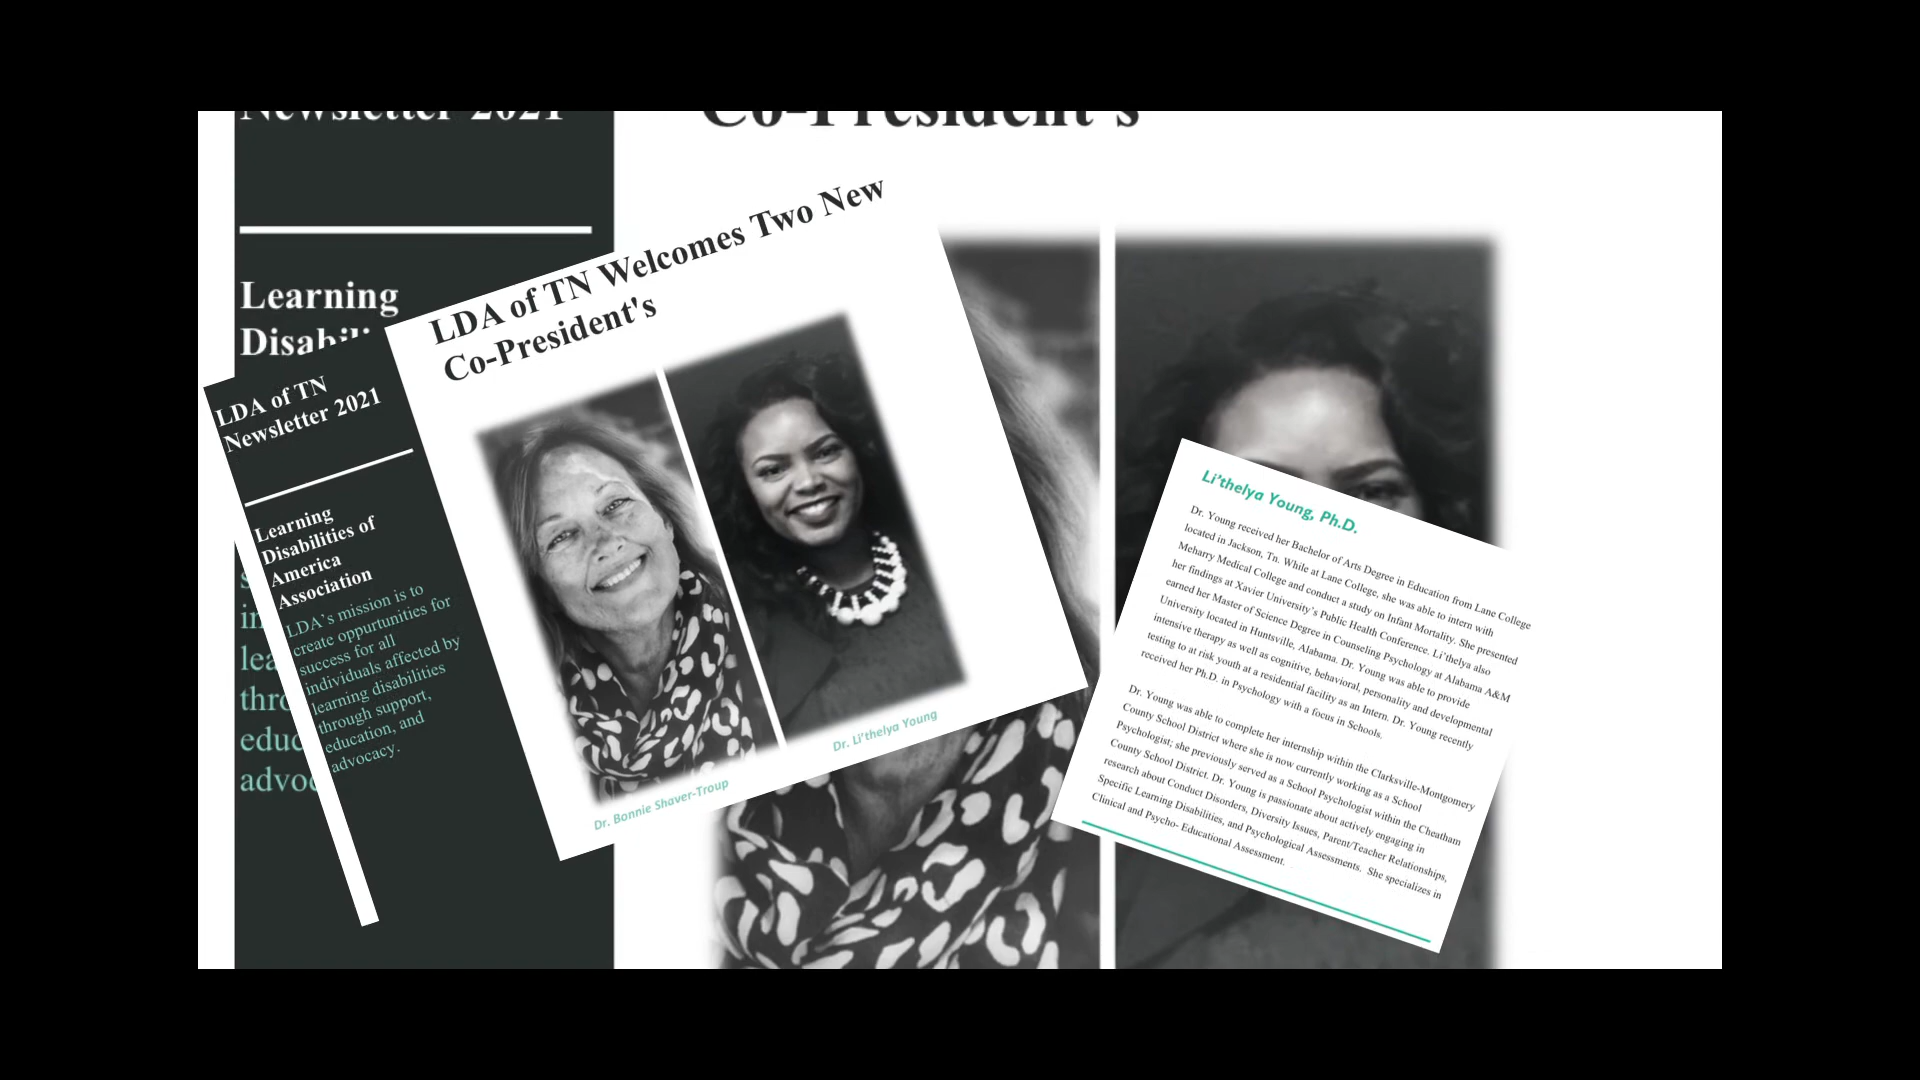 Newsletter 2021
Co-President's
Learning
Disabili
in
lea
thro
educ
advoc
LDA of TN
Newsletter 2021
Learning
Disabilities of
America
Association
LDA's mission is to
create oppurtunities for
success for all
individuals affected by
learning disabilities
through support,
education, and
advocacy.
LDA of TN Welcomes Two New
Co-President's
Dr. Bonnie Shaver-Troup
Dr. Li'thelya Young
Li'thelya Young, Ph.D.
Dr. Young received her Bachelor of Arts Degree in Education from Lane College
located in Jackson, Tn. While at Lane College, she was able to intern with
Meharry Medical College and conduct a study on Infant Mortality. She presented
her findings at Xavier University's Public Health Conference. Li'thelya also
earned her Master of Science Degree in Counseling Psychology at Alabama A&M
University located in Huntsville, Alabama. Dr. Young was able to provide
intensive therapy as well as cognitive, behavioral, personality and developmental
testing to at risk youth at a residential facility as an Intern. Dr. Young recently
received her Ph.D. in Psychology with a focus in Schools.
Dr. Young was able to complete her internship within the Clarksville-Montgomery
County School District where she is now currently working as a School
Psychologist; she previously served as a School Psychologist within the Cheatham
County School District. Dr. Young is passionate about actively engaging in
research about Conduct Disorders, Diversity Issues, Parent/Teacher Relationships,
Specific Learning Disabilities, and Psychological Assessments. She specializes in
Clinical and Psycho- Educational Assessment.